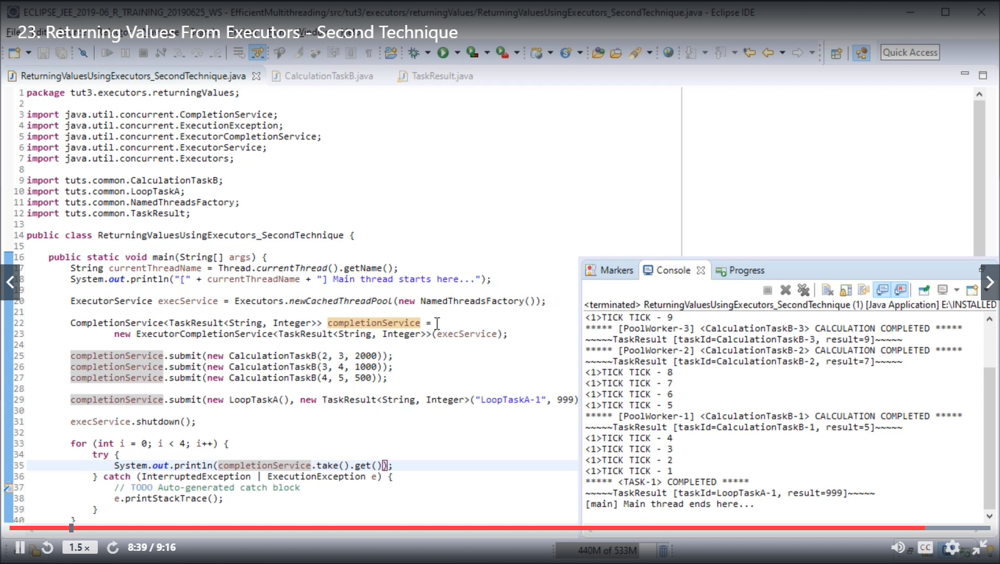 ECLIPSE_JEE_2019-06_R_TRAINING_20190625_WS - EfficientMultithreading/src/tut3/executors/returningValues/ReturningValuesUsingExecutors_SecondTechnique.java - Eclipse IDE
23. Returning Values From Executors - Second Technique
Quick Access
ReturningValuesUsingExecutors_SecondTechnique.java
CalculationTaskB.java
TaskResult.java
1 package tut3.executors.returningValues;
2
3 import java.util.concurrent.CompletionService;
4 import java.util.concurrent.ExecutionException;
5 import java.util.concurrent.ExecutorCompletionService;
6 import java.util.concurrent.ExecutorService;
7 import java.util.concurrent.Executors;
8
9 import tuts.common.CalculationTaskB;
10 import tuts.common.LoopTaskA;
11 import tuts.common.NamedThreadsFactory;
12 import tuts.common.TaskResult;
13
14 public class ReturningValuesUsingExecutors_SecondTechnique {
15
16 public static void main(String[] args) {
17 String currentThreadName = Thread.currentThread().getName();
18 System.out.println("[" + currentThreadName + "] Main thread starts here...");
19
20 ExecutorService execService = Executors.newCachedThreadPool(new NamedThreadsFactory());
21
22 CompletionService<TaskResult<String, Integer>> completionService =
23 new ExecutorCompletionService<TaskResult<String, Integer>>(execService);
24
25 completionService.submit(new CalculationTaskB(2, 3, 2000));
26 completionService.submit(new CalculationTaskB(3, 4, 1000));
27 completionService.submit(new CalculationTaskB(4, 5, 500));
28
29 completionService.submit(new LoopTaskA(), new TaskResult<String, Integer>("LoopTaskA-1", 999)
30
31 execService.shutdown();
32
33 for (int i = 0; i < 4; i++) {
34 try {
35 System.out.println(completionService.take().get());
36 } catch (InterruptedException | ExecutionException e) {
37 // TODO Auto-generated catch block
38 e.printStackTrace();
39 }
40 }
Markers
Console
Progress
<terminated> ReturningValuesUsingExecutors_SecondTechnique (1) [Java Application] E:\INSTALLED
<1>TICK TICK - 9
***** [PoolWorker-3] <CalculationTaskB-3> CALCULATION COMPLETED *****
~~~~~TaskResult [taskId=CalculationTaskB-3, result=9]~~~~~
***** [PoolWorker-2] <CalculationTaskB-2> CALCULATION COMPLETED *****
~~~~~TaskResult [taskId=CalculationTaskB-2, result=7]~~~~~
<1>TICK TICK - 8
<1>TICK TICK - 7
<1>TICK TICK - 6
<1>TICK TICK - 5
***** [PoolWorker-1] <CalculationTaskB-1> CALCULATION COMPLETED *****
~~~~~TaskResult [taskId=CalculationTaskB-1, result=5]~~~~~
<1>TICK TICK - 4
<1>TICK TICK - 3
<1>TICK TICK - 2
<1>TICK TICK - 1
***** <TASK-1> COMPLETED *****
~~~~~TaskResult [taskId=LoopTaskA-1, result=999]~~~~~
[main] Main thread ends here...
1.5 x
8:39 / 9:16
440M of 533M
CC